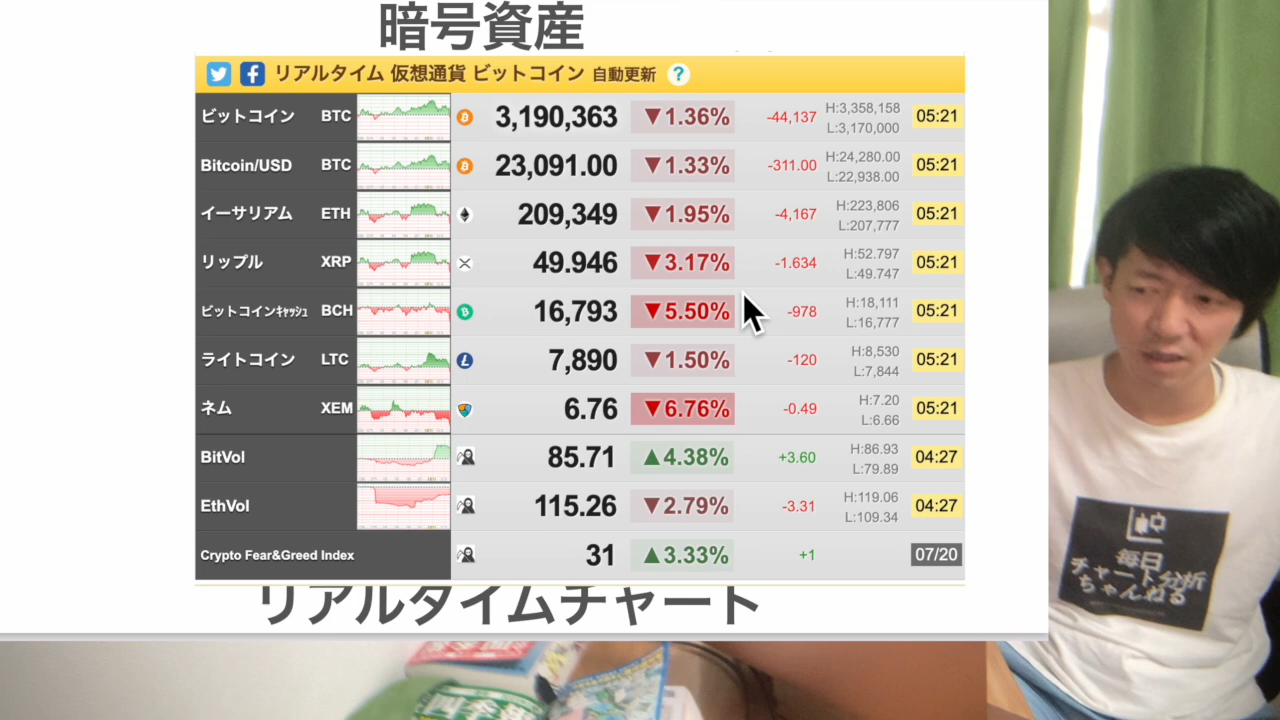 暗号資産
リアルタイム 仮想通貨 ビットコイン 自動更新 ?
ビットコイン BTC 3,190,363 ▼1.36% -44,137 H:3,358,158 L:3,170,000 05:21
Bitcoin/USD BTC 23,091.00 ▼1.33% -311.00 H:24,280.00 L:22,938.00 05:21
イーサリアム ETH 209,349 ▼1.95% -4,167 H:223,806 L:207,777 05:21
リップル XRP 49.946 ▼3.17% -1.634 H:52.797 L:49.747 05:21
ビットコインｷｬｯｼｭ BCH 16,793 ▼5.50% -978 H:18,111 L:16,777 05:21
ライトコイン LTC 7,890 ▼1.50% -120 H:8,530 L:7,844 05:21
ネム XEM 6.76 ▼6.76% -0.49 H:7.20 L:6.66 05:21
BitVol 85.71 ▲4.38% +3.60 H:86.93 L:79.89 04:27
EthVol 115.26 ▼2.79% -3.31 H:119.06 L:109.34 04:27
Crypto Fear&Greed Index 31 ▲3.33% +1 07/20
リアルタイムチャート
毎日
チャート分析
ちゃんねる